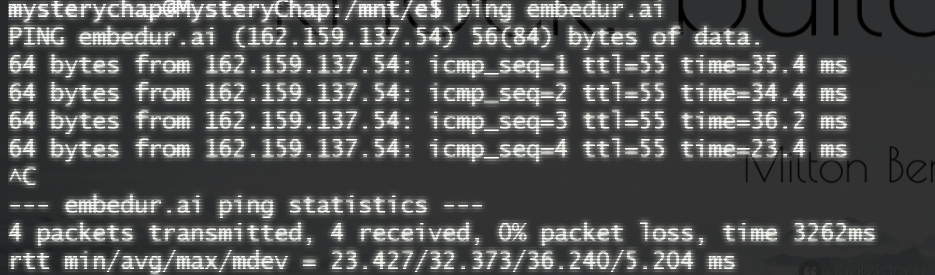 mysterychap@MysteryChap:/mnt/e$ ping embedur.ai
PING embedur.ai (162.159.137.54) 56(84) bytes of data.
64 bytes from 162.159.137.54: icmp_seq=1 ttl=55 time=35.4 ms
64 bytes from 162.159.137.54: icmp_seq=2 ttl=55 time=34.4 ms
64 bytes from 162.159.137.54: icmp_seq=3 ttl=55 time=36.2 ms
64 bytes from 162.159.137.54: icmp_seq=4 ttl=55 time=23.4 ms
Milton Ber
^C
--- embedur.ai ping statistics ---
4 packets transmitted, 4 received, 0% packet loss, time 3262ms
rtt min/avg/max/mdev = 23.427/32.373/36.240/5.204 ms